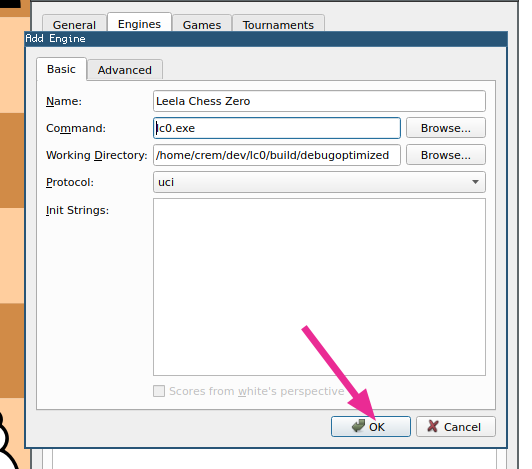 General Engines Games Tournaments
Add Engine
Basic Advanced
Name: Leela Chess Zero
Command: lc0.exe Browse...
Working Directory: /home/crem/dev/lc0/build/debugoptimized Browse...
Protocol: uci
Init Strings:
Scores from white's perspective
OK Cancel